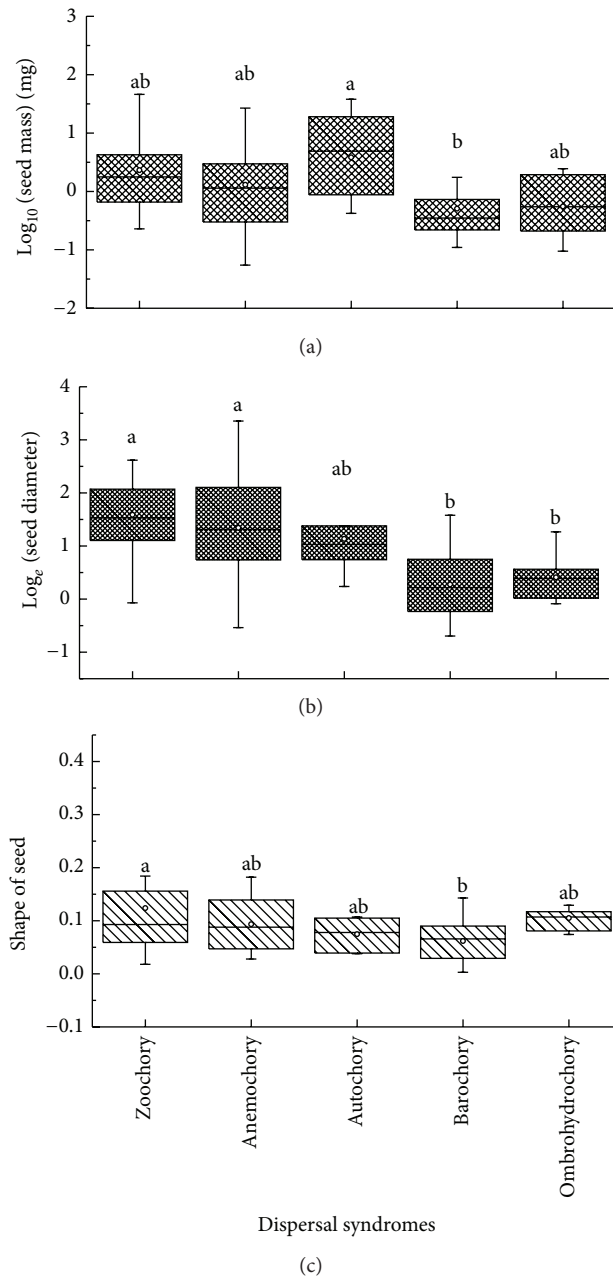 3
2
1
0
−1
−2
Log10 (seed mass) (mg)
ab
ab
a
b
ab
(a)
4
3
2
1
0
−1
Loge (seed diameter)
a
a
ab
b
b
(b)
0.4
0.3
0.2
0.1
0.0
−0.1
Shape of seed
a
ab
ab
b
ab
Zoochory
Anemochory
Autochory
Barochory
Ombrohydrochory
Dispersal syndromes
(c)